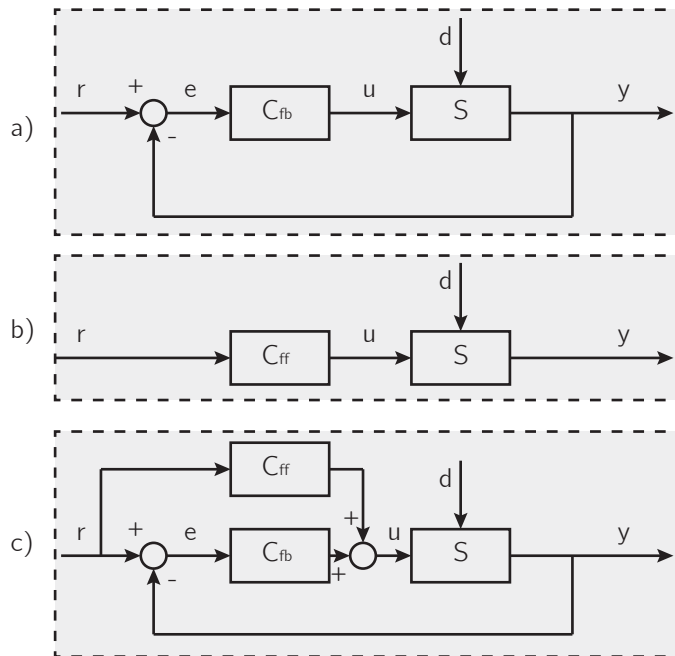 d
r + e C_fb u S y
a)
-
d
b)
r C_ff u S y
C_ff
d
+
r + e C_fb u S y
c)
- +